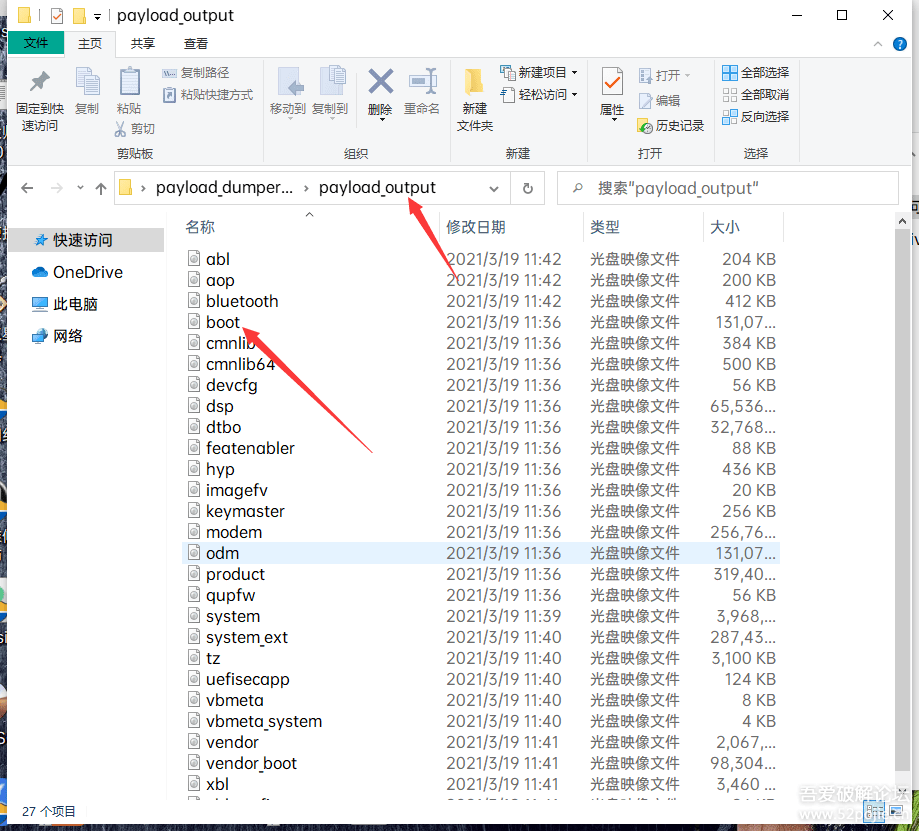 payload_output
文件 主页 共享 查看
固定到快速访问 复制 粘贴 复制路径 粘贴快捷方式 剪切 移动到 复制到 删除 重命名 新建文件夹 新建项目 轻松访问 属性 打开 编辑 历史记录 全部选择 全部取消 反向选择
剪贴板 组织 新建 打开 选择
payload_dumper... › payload_output 搜索"payload_output"
名称 修改日期 类型 大小
快速访问
OneDrive
此电脑
网络
abl 2021/3/19 11:42 光盘映像文件 204 KB
aop 2021/3/19 11:42 光盘映像文件 200 KB
bluetooth 2021/3/19 11:42 光盘映像文件 412 KB
boot 2021/3/19 11:36 光盘映像文件 131,07...
cmnlib 2021/3/19 11:36 光盘映像文件 384 KB
cmnlib64 2021/3/19 11:36 光盘映像文件 500 KB
devcfg 2021/3/19 11:36 光盘映像文件 56 KB
dsp 2021/3/19 11:36 光盘映像文件 65,536...
dtbo 2021/3/19 11:36 光盘映像文件 32,768...
featenabler 2021/3/19 11:36 光盘映像文件 88 KB
hyp 2021/3/19 11:36 光盘映像文件 436 KB
imagefv 2021/3/19 11:36 光盘映像文件 20 KB
keymaster 2021/3/19 11:36 光盘映像文件 256 KB
modem 2021/3/19 11:36 光盘映像文件 256,76...
odm 2021/3/19 11:36 光盘映像文件 131,07...
product 2021/3/19 11:36 光盘映像文件 319,40...
qupfw 2021/3/19 11:36 光盘映像文件 56 KB
system 2021/3/19 11:39 光盘映像文件 3,968,...
system_ext 2021/3/19 11:40 光盘映像文件 287,43...
tz 2021/3/19 11:40 光盘映像文件 3,100 KB
uefisecapp 2021/3/19 11:40 光盘映像文件 124 KB
vbmeta 2021/3/19 11:40 光盘映像文件 8 KB
vbmeta_system 2021/3/19 11:40 光盘映像文件 4 KB
vendor 2021/3/19 11:41 光盘映像文件 2,067,...
vendor_boot 2021/3/19 11:41 光盘映像文件 98,304...
xbl 2021/3/19 11:41 光盘映像文件 3,460 ...
27 个项目
吾爱破解论坛